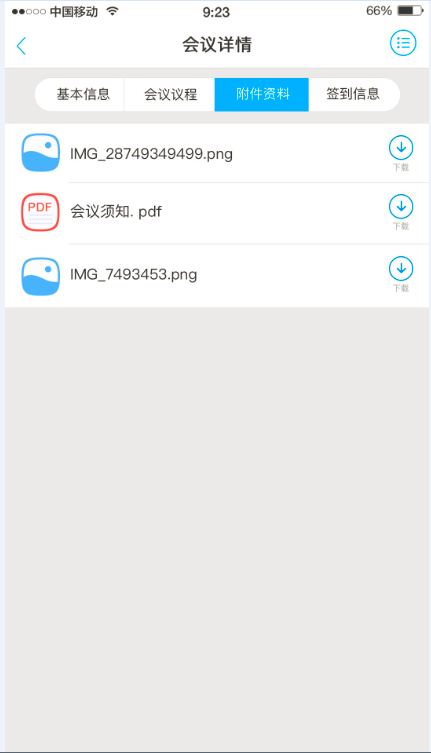 中国移动 9:23 66%
会议详情
基本信息 会议议程 附件资料 签到信息
IMG_28749349499.png
下载
PDF
会议须知. pdf
下载
IMG_7493453.png
下载